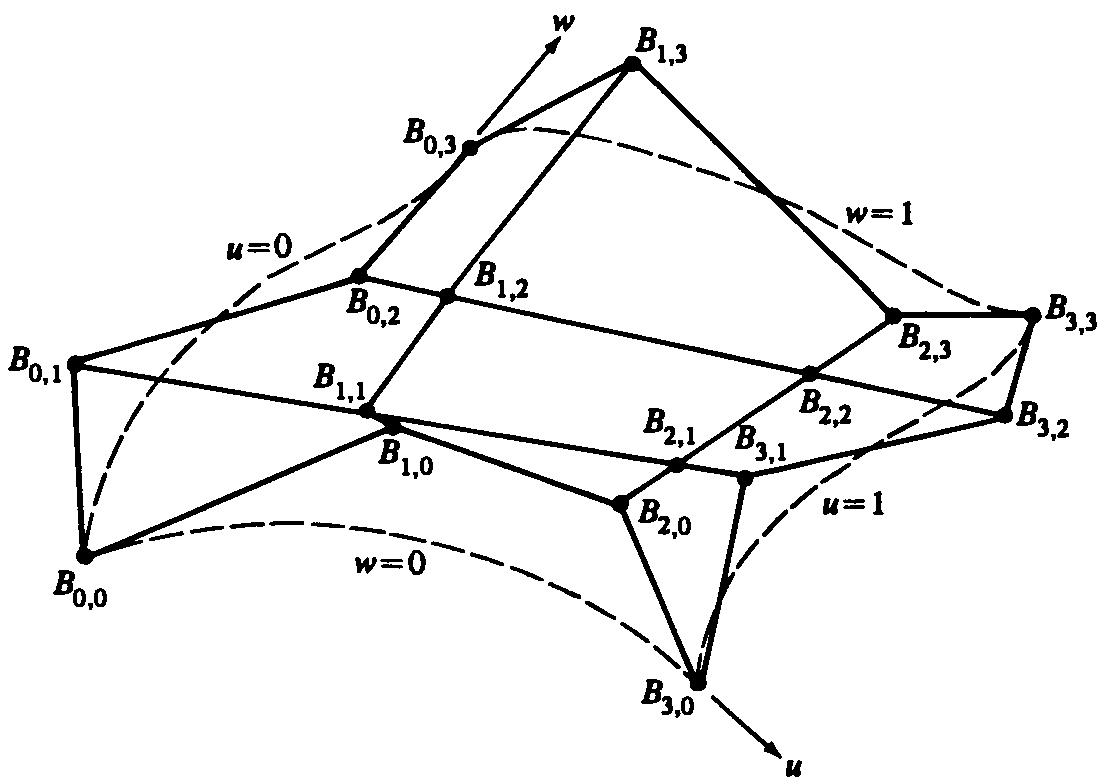 w
B1,3
B0,3
w=1
u=0
B1,2
B0,2
B3,3
B2,3
B0,1
B1,1
B2,2
B3,2
B2,1
B3,1
B1,0
B2,0
u=1
w=0
B0,0
B3,0
u